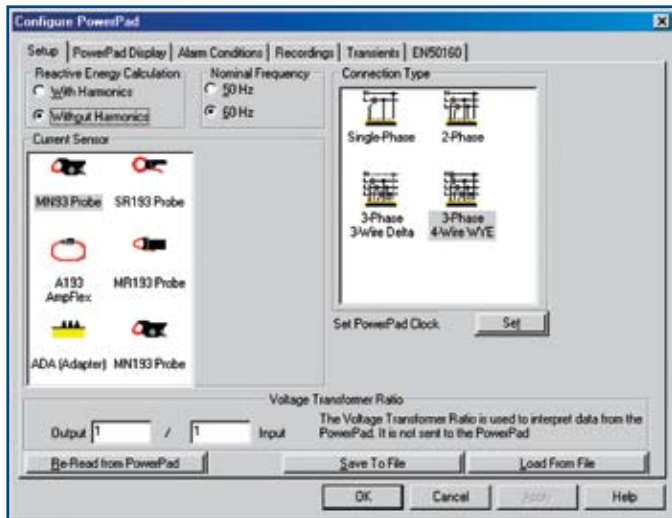 Configure PowerPad
Setup PowerPad Display Alarm Conditions Recordings Transients EN50160
Reactive Energy Calculation
With Harmonics
Without Harmonics
Nominal Frequency
50 Hz
60 Hz
Connection Type
Single-Phase 2-Phase
3-Phase 3-Phase
3-Wire Delta 4-Wire WYE
Current Sensor
MN93 Probe SR193 Probe
A193 MR193 Probe
AmpFlex
ADA (Adapter) MN193 Probe
Set PowerPad Clock Set
Voltage Transformer Ratio
Output 1 / 1 Input
The Voltage Transformer Ratio is used to interpret data from the
PowerPad. It is not sent to the PowerPad
Re-Read from PowerPad Save To File Load From File
OK Cancel Apply Help